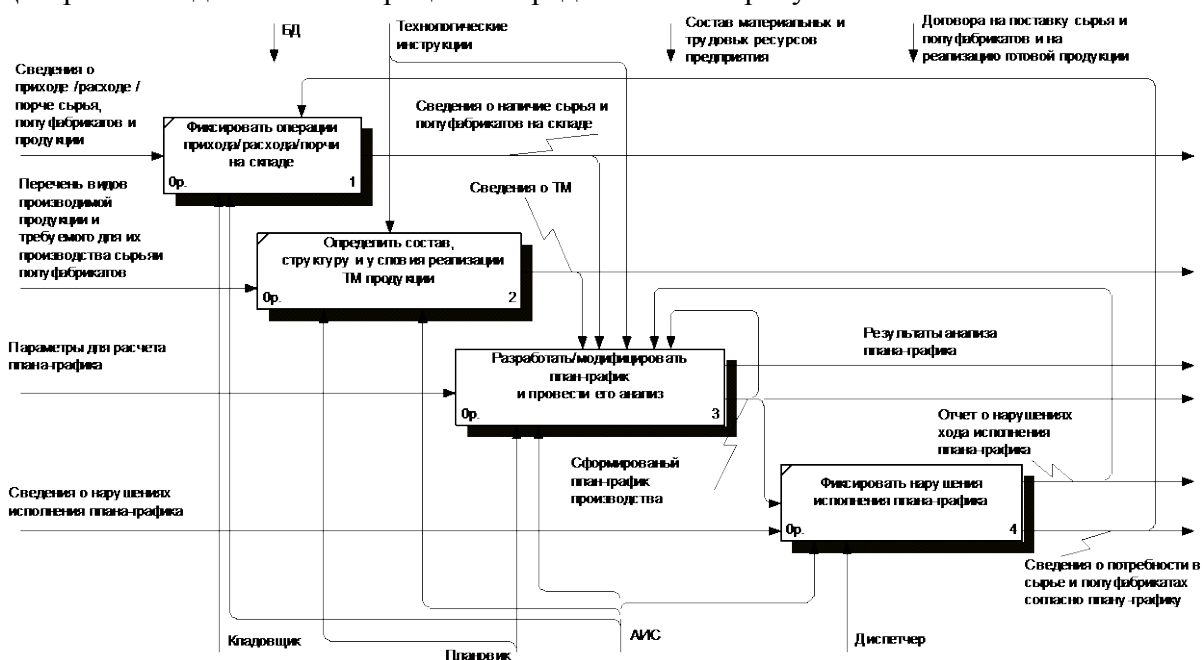 БД
Технологические
инструкции
Состав материальных и
трудовых ресурсов
предприятия
Договора на поставку сырья и
полуфабрикатов и на
реализацию готовой продукции
Сведения о
приходе /расходе /
порче сырья,
полуфабрикатов и
продукции
Фиксировать операции
прихода/расхода/порчи
на складе
0р. 1
Сведения о наличие сырья и
полуфабрикатов на складе
Перечень видов
производимой
продукции и
требуемого для их
производства сырьяи
полуфабрикатов
Сведения о ТМ
Определить состав,
структуру и условия реализации
ТМ продукции
0р. 2
Параметры для расчета
плана-графика
Разработать/модифицировать
план-график
и провести его анализ
0р. 3
Результаты анализа
плана-графика
Отчет о нарушениях
хода исполнения
плана-графика
Сформированый
план-график
производства
Сведения о нарушениях
исполнения плана-графика
Фиксировать нарушения
исполнения плана-графика
0р. 4
Сведения о потребности в
сырье и полуфабрикатах
согласно плану-графику
Кладовщик
Плановик
АИС
Диспетчер